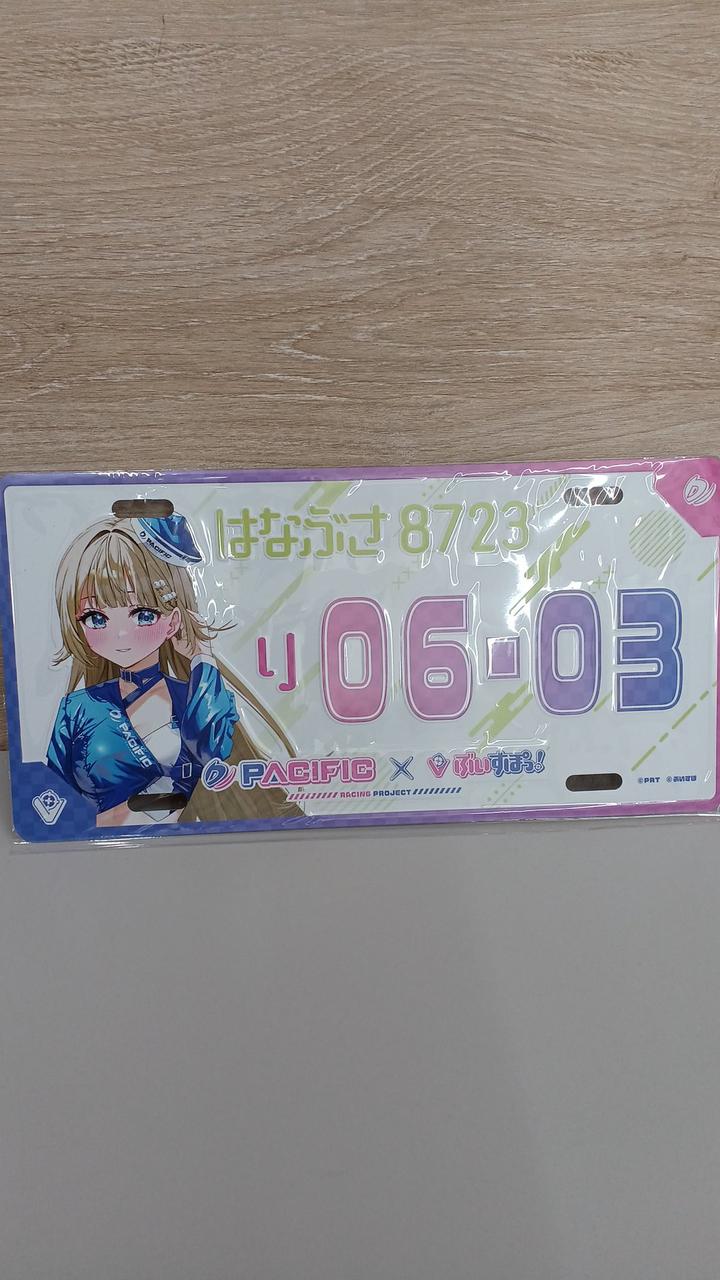 はなぶさ 8723
PACIFIC
り 06-03
PACIFIC
PACIFIC × ぶいすぽっ!
RACING PROJECT
©PRT ©ぶいすぽ